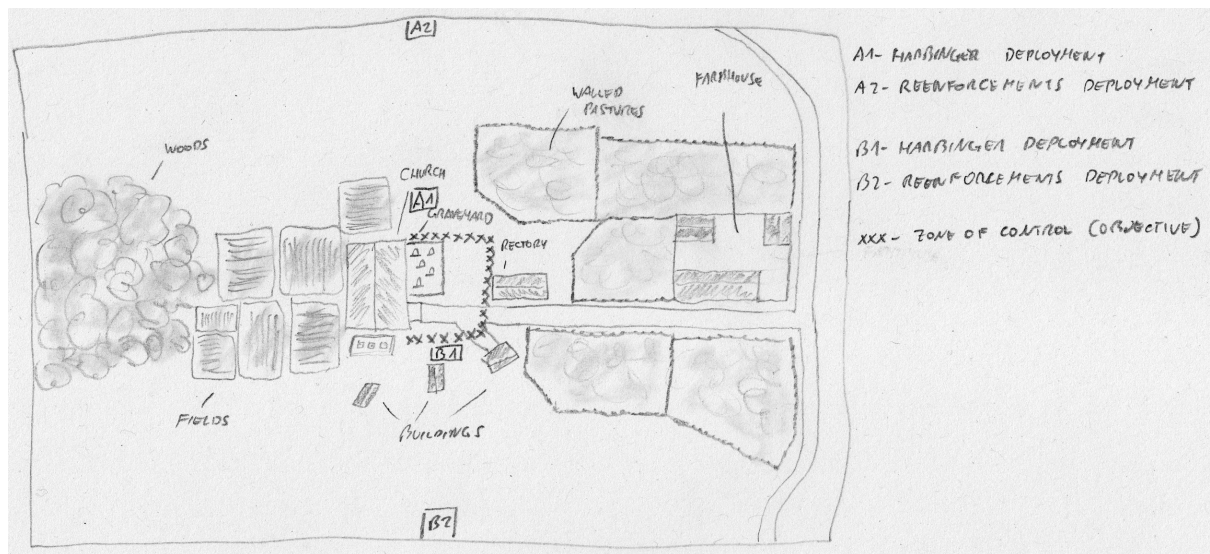 A2
FARMHOUSE
WALLED
PASTURES
WOODS
CHURCH
A1
GRAVEYARD
RECTORY
B1
FIELDS
BUILDINGS
B2
A1- HARBINGER DEPLOYMENT
A2- REENFORCEMENTS DEPLOYMENT
B1- HARBINGER DEPLOYMENT
B2- REENFORCEMENTS DEPLOYMENT
XXX- ZONE OF CONTROL (OBJECTIVE)